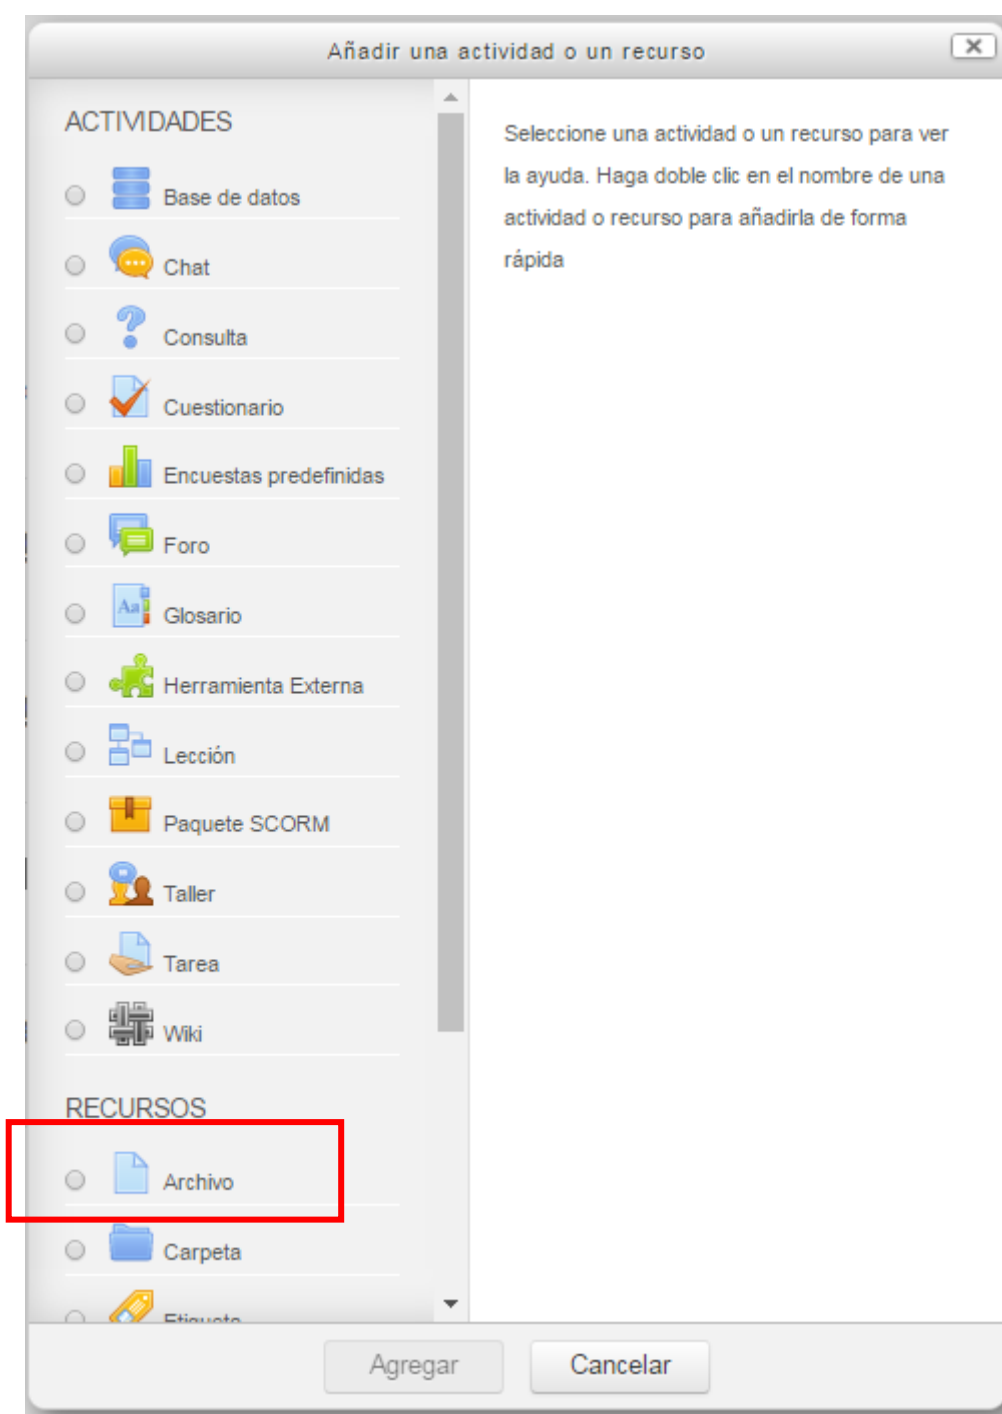 Añadir una actividad o un recurso
ACTIVIDADES
Base de datos
Chat
Consulta
Cuestionario
Encuestas predefinidas
Foro
Aa
Glosario
Herramienta Externa
Lección
Paquete SCORM
Taller
Tarea
Wiki
RECURSOS
Archivo
Carpeta
Etiqueta
Seleccione una actividad o un recurso para ver
la ayuda. Haga doble clic en el nombre de una
actividad o recurso para añadirla de forma
rápida
Agregar
Cancelar